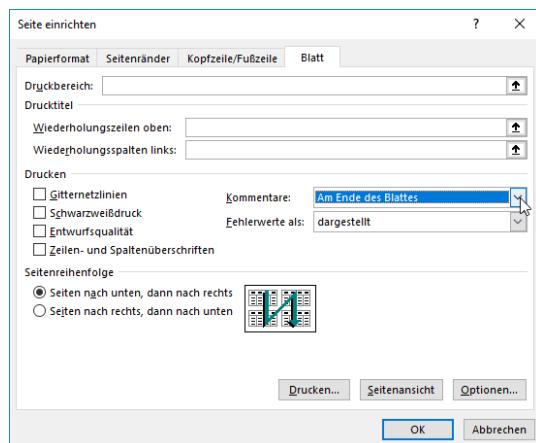 Seite einrichten
Papierformat Seitenränder Kopfzeile/Fußzeile Blatt
Druckbereich:
Drucktitel
Wiederholungszeilen oben:
Wiederholungsspalten links:
Drucken
Gitternetzlinien Kommentare: Am Ende des Blattes
Schwarzweißdruck Fehlerwerte als: dargestellt
Entwurfsqualität
Zeilen- und Spaltenüberschriften
Seitenreihenfolge
Seiten nach unten, dann nach rechts
Seiten nach rechts, dann nach unten
Drucken... Seitenansicht Optionen...
OK Abbrechen